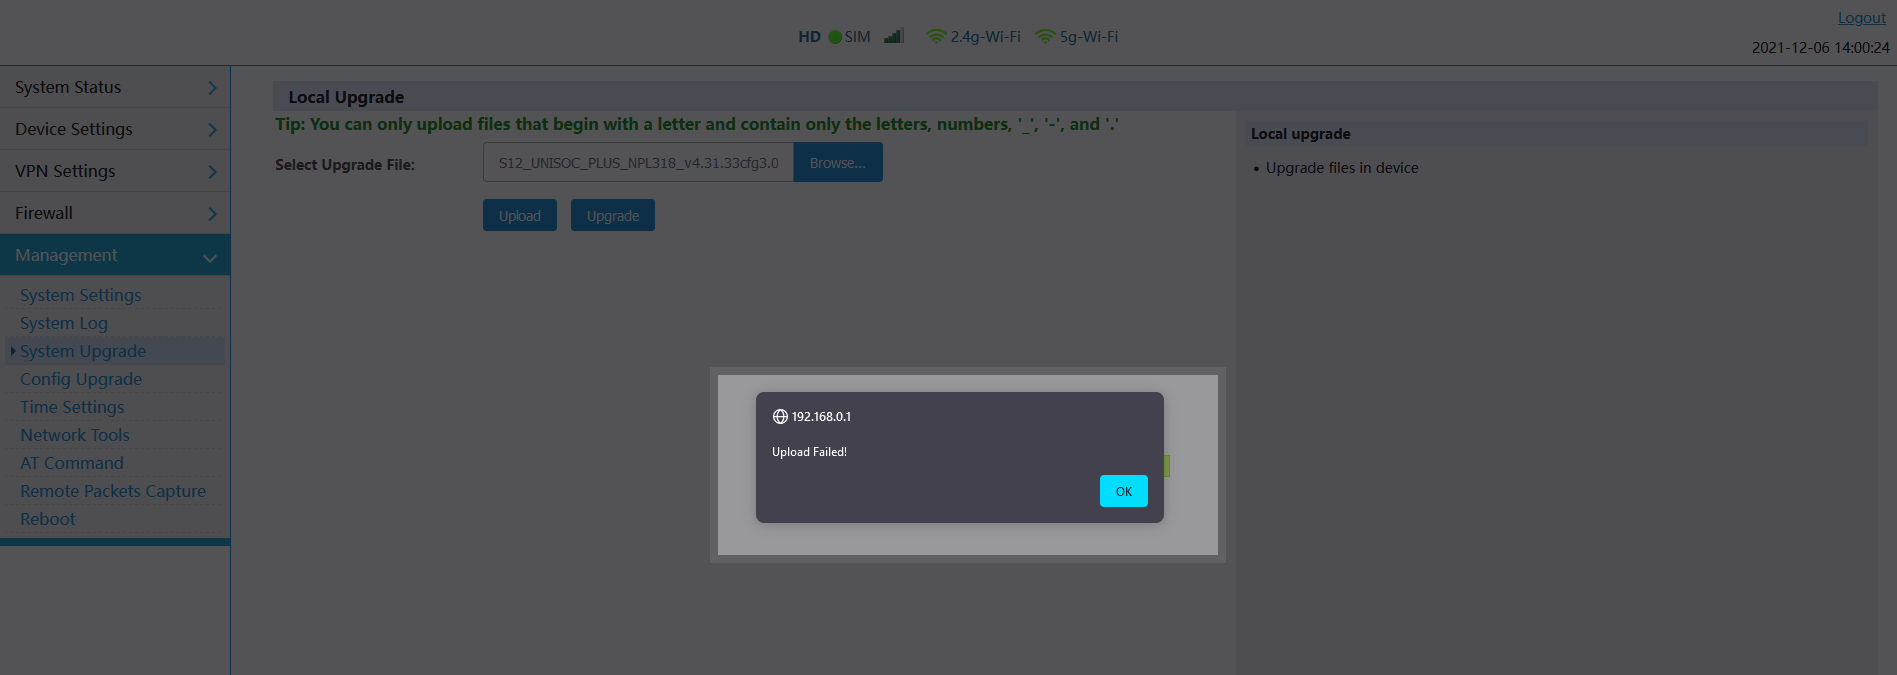 Logout
HD SIM 2.4g-Wi-Fi 5g-Wi-Fi
2021-12-06 14:00:24
System Status
Device Settings
VPN Settings
Firewall
Management
System Settings
System Log
System Upgrade
Config Upgrade
Time Settings
Network Tools
AT Command
Remote Packets Capture
Reboot
Local Upgrade
Tip: You can only upload files that begin with a letter and contain only the letters, numbers, '_', '-', and '.'
Select Upgrade File: S12_UNISOC_PLUS_NPL318_v4.31.33cfg3.0 Browse...
Upload Upgrade
Local upgrade
• Upgrade files in device
192.168.0.1
Upload Failed!
OK